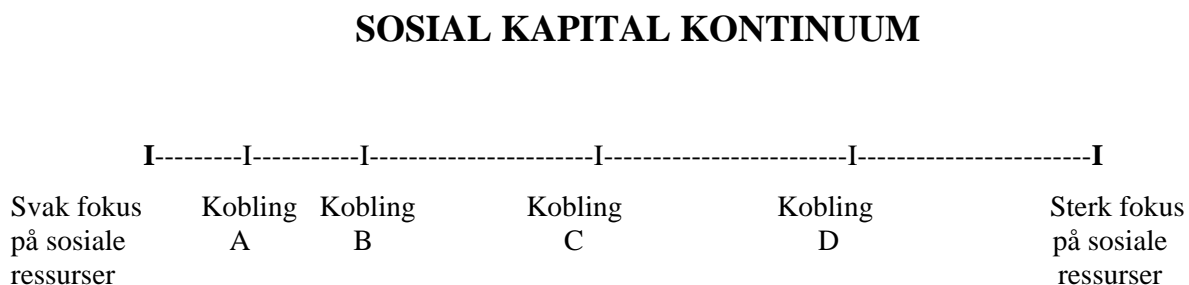 SOSIAL KAPITAL KONTINUUM
I---------I-----------I-----------------------I-------------------------I------------------------I
Svak fokus Kobling Kobling Kobling Kobling Sterk fokus
på sosiale A B C D på sosiale
ressurser ressurser